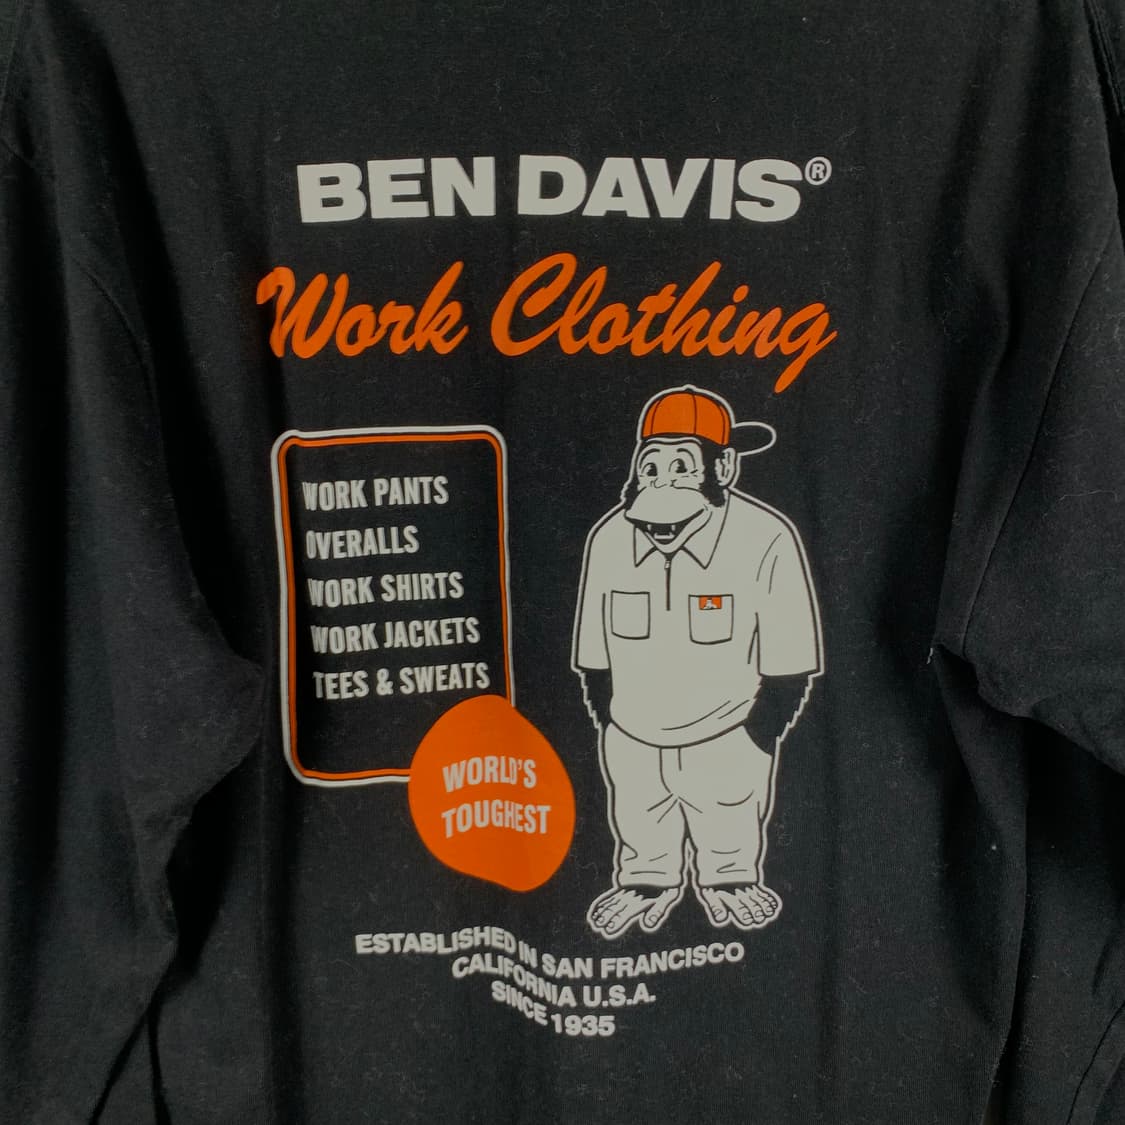 BEN DAVIS®
Work Clothing
WORK PANTS
OVERALLS
WORK SHIRTS
WORK JACKETS
TEES & SWEATS
WORLD'S
TOUGHEST
ESTABLISHED IN SAN FRANCISCO
CALIFORNIA U.S.A.
SINCE 1935